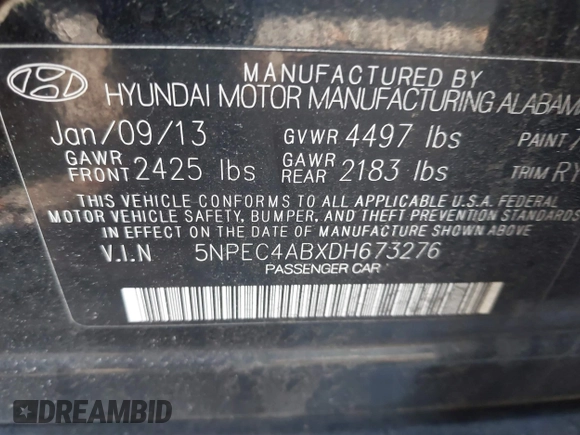 MANUFACTURED BY
HYUNDAI MOTOR MANUFACTURING ALABAM
Jan/09/13 GVWR 4497 lbs PAINT/
GAWR FRONT 2425 lbs GAWR REAR 2183 lbs TRIM RY
THIS VEHICLE CONFORMS TO ALL APPLICABLE U.S.A. FEDERAL
MOTOR VEHICLE SAFETY, BUMPER, AND THEFT PREVENTION STANDARDS
IN EFFECT ON THE DATE OF MANUFACTURE SHOWN ABOVE.
V.I.N 5NPEC4ABXDH673276
PASSENGER CAR
DREAMBID